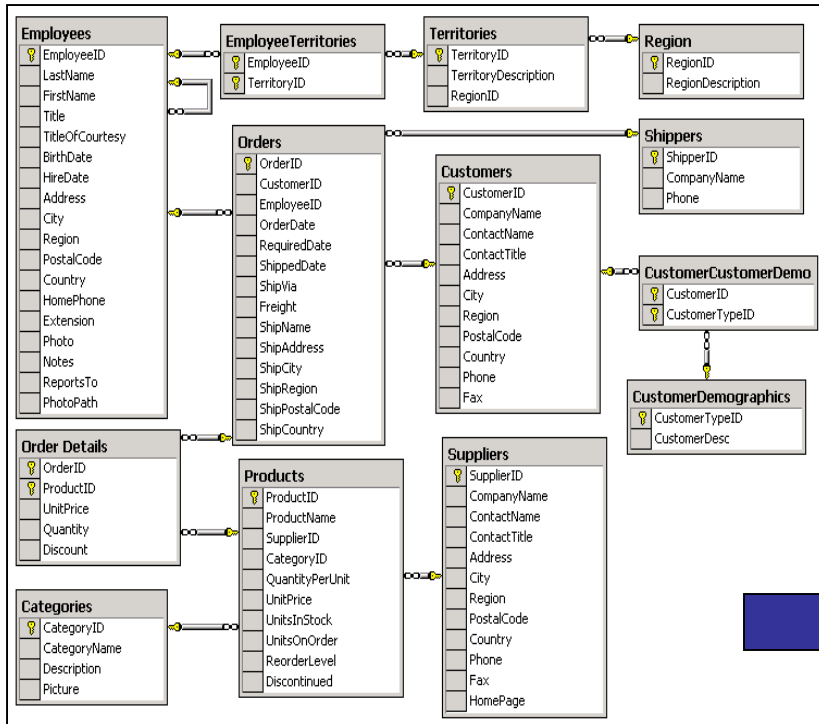 Employees
EmployeeID
LastName
FirstName
Title
TitleOfCourtesy
BirthDate
HireDate
Address
City
Region
PostalCode
Country
HomePhone
Extension
Photo
Notes
ReportsTo
PhotoPath
EmployeeTerritories
EmployeeID
TerritoryID
Territories
TerritoryID
TerritoryDescription
RegionID
Region
RegionID
RegionDescription
Orders
OrderID
CustomerID
EmployeeID
OrderDate
RequiredDate
ShippedDate
ShipVia
Freight
ShipName
ShipAddress
ShipCity
ShipRegion
ShipPostalCode
ShipCountry
Customers
CustomerID
CompanyName
ContactName
ContactTitle
Address
City
Region
PostalCode
Country
Phone
Fax
Shippers
ShipperID
CompanyName
Phone
CustomerCustomerDemo
CustomerID
CustomerTypeID
CustomerDemographics
CustomerTypeID
CustomerDesc
Order Details
OrderID
ProductID
UnitPrice
Quantity
Discount
Products
ProductID
ProductName
SupplierID
CategoryID
QuantityPerUnit
UnitPrice
UnitsInStock
UnitsOnOrder
ReorderLevel
Discontinued
Suppliers
SupplierID
CompanyName
ContactName
ContactTitle
Address
City
Region
PostalCode
Country
Phone
Fax
HomePage
Categories
CategoryID
CategoryName
Description
Picture